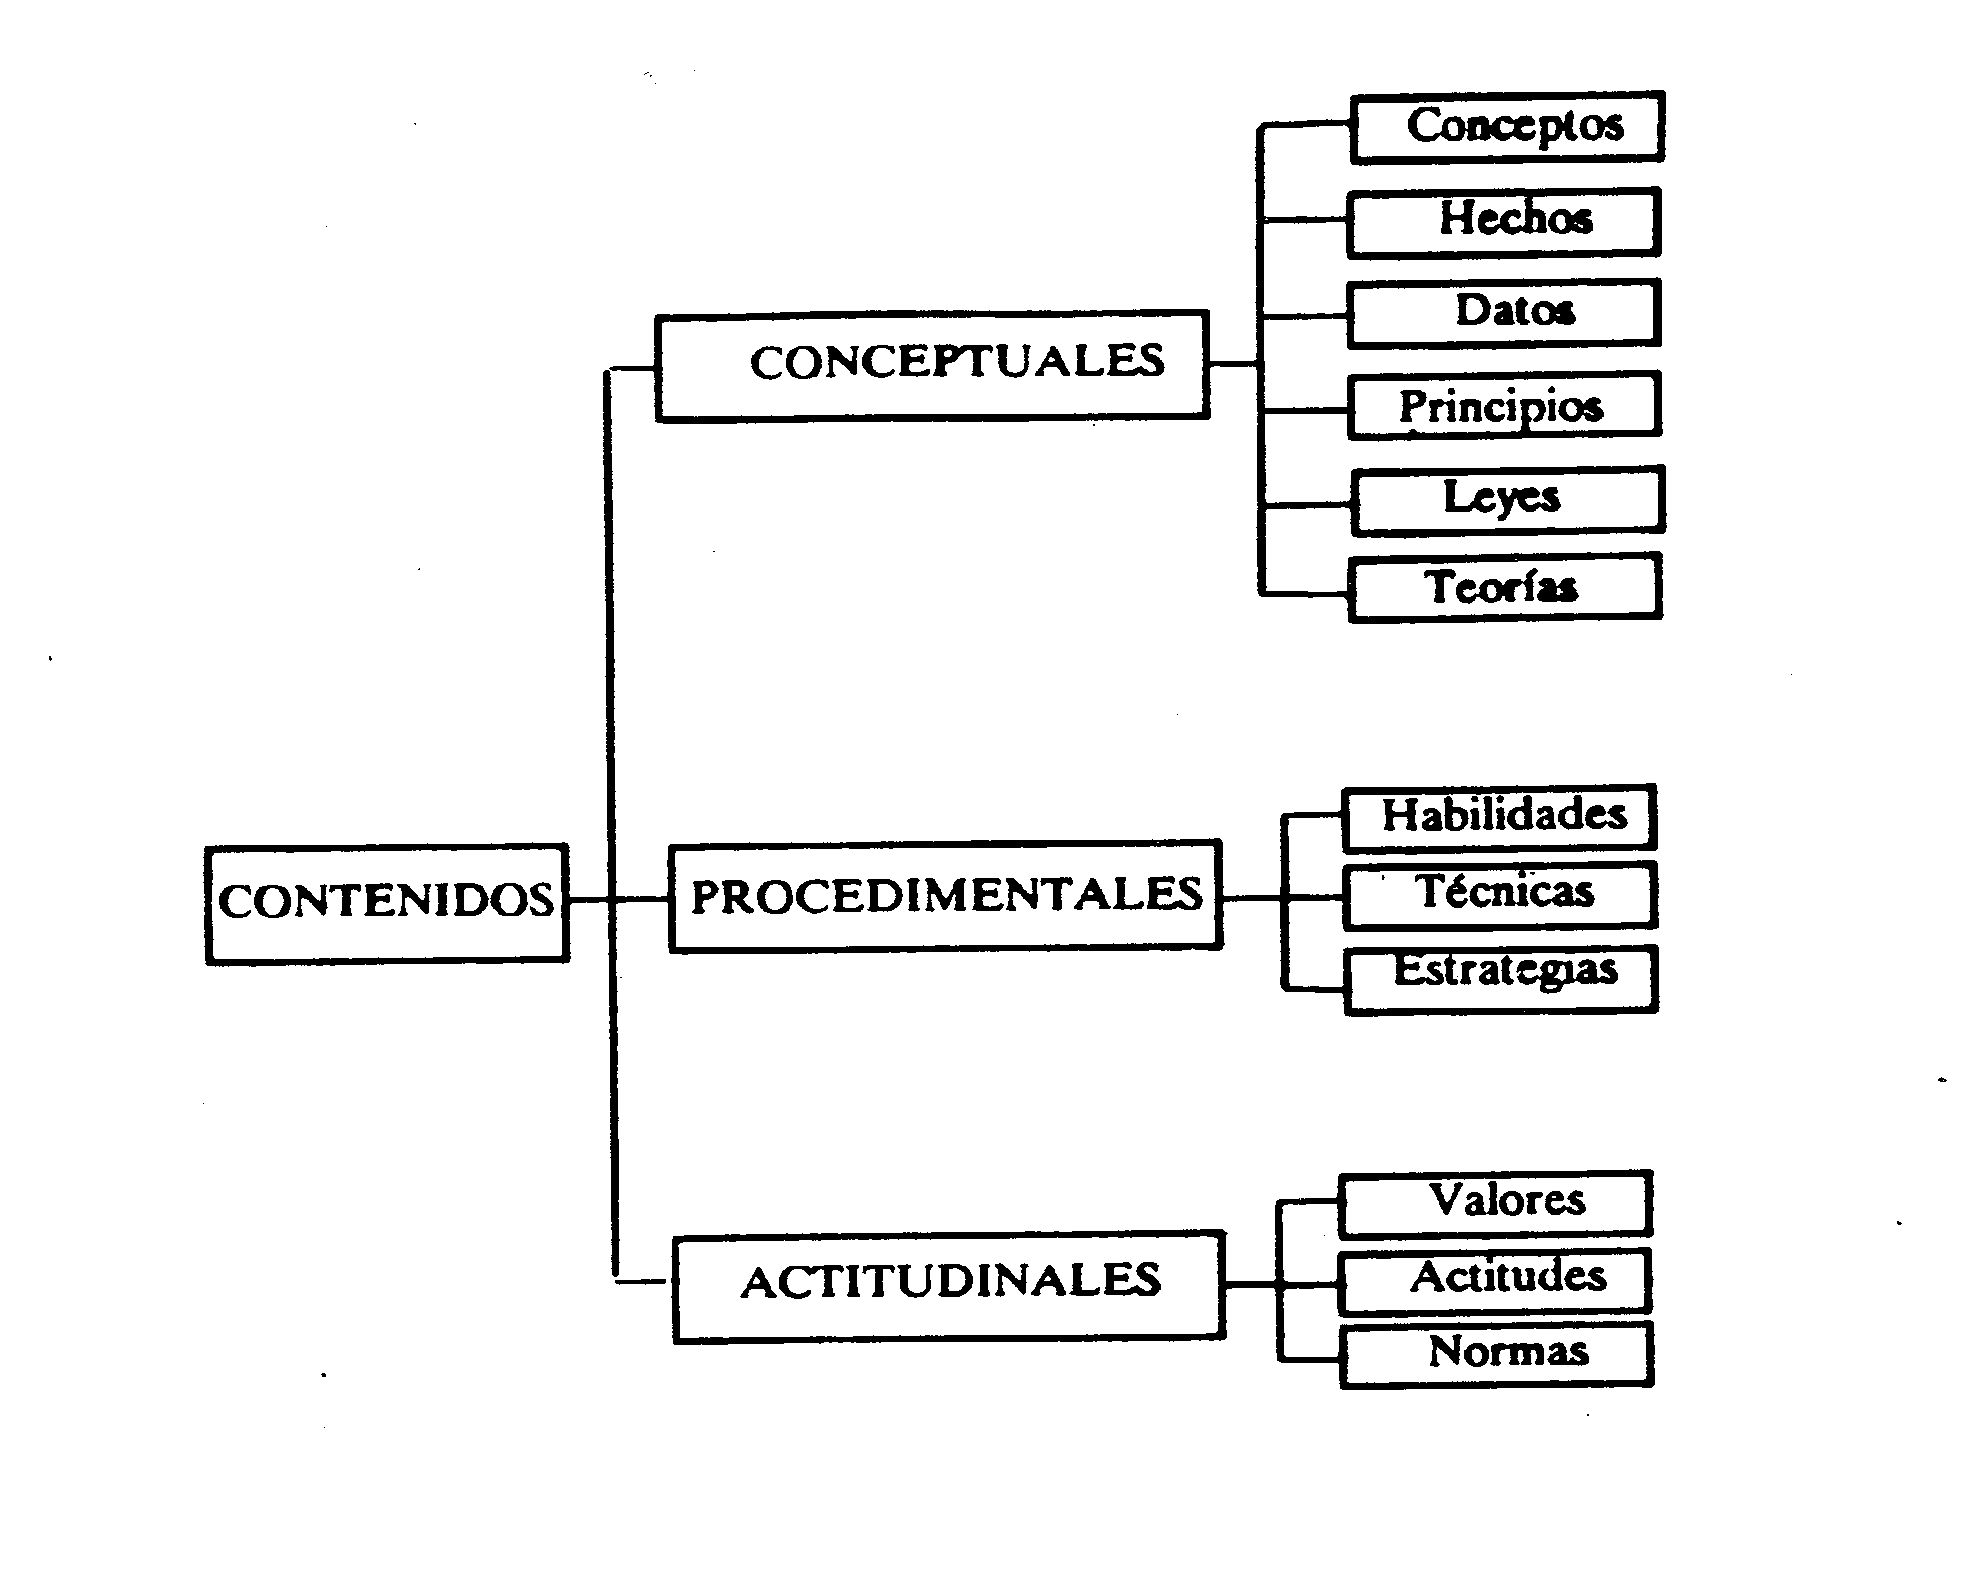 Conceptos
Hechos
Datos
CONCEPTUALES
Principios
Leyes
Teorías
Habilidades
CONTENIDOS
PROCEDIMENTALES
Técnicas
Estrategias
Valores
ACTITUDINALES
Actitudes
Normas